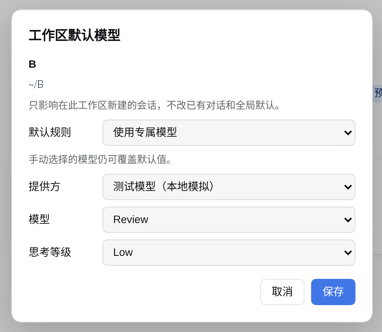 工作区默认模型
B
~/B
只影响在此工作区新建的会话，不改已有对话和全局默认。
默认规则 使用专属模型
手动选择的模型仍可覆盖默认值。
提供方 测试模型（本地模拟）
模型 Review
思考等级 Low
取消 保存